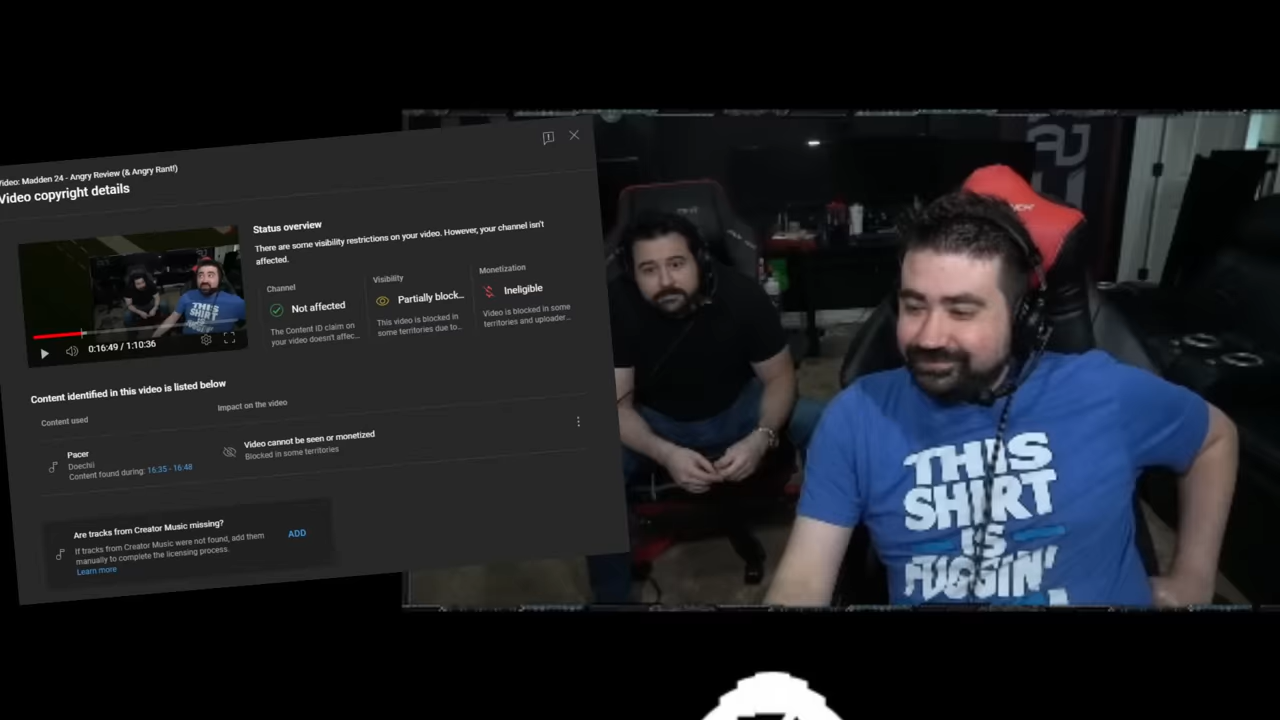 Video: Madden 24 - Angry Review (& Angry Rant!)
Video copyright details
Status overview
There are some visibility restrictions on your video. However, your channel isn't
affected.
Channel
Not affected
The Content ID claim on
your video doesn't affec...
Visibility
Partially block...
This video is blocked in
some territories due to...
Monetization
Ineligible
Video is blocked in some
territories and uploader...
THIS
SHIRT
IS
0:16:49 / 1:10:36
Content identified in this video is listed below
Content used
Impact on the video
Pacer
Doechii
Content found during: 16:35 - 16:48
Video cannot be seen or monetized
Blocked in some territories
Are tracks from Creator Music missing?
If tracks from Creator Music were not found, add them
manually to complete the licensing process.
Learn more
ADD
THIS
SHIRT
IS
FUGGIN'